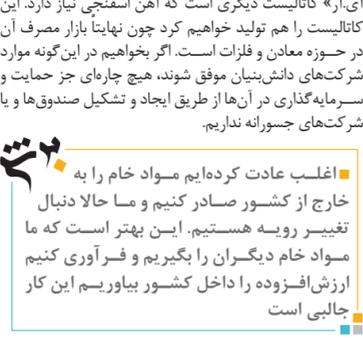 ای.ار» کاتالیست دیگری است که آهن اسفنجی نیاز دارد. این
کاتالیست را هم تولید خواهیم کرد چون نهایتاً بازار مصرف آن
در حوزه معادن و فلزات است. اگر بخواهیم در این‌گونه موارد
شرکت‌های دانش‌بنیان موفق شوند، هیچ چاره‌ای جز حمایت و
سرمایه‌گذاری در آن‌ها از طریق ایجاد و تشکیل صندوق‌ها و یا
شرکت‌های جسورانه نداریم.
اغلب عادت کرده‌ایم مواد خام را به
خارج از کشور صادر کنیم و ما حالا دنبال
تغییر رویه هستیم. این بهتر است که ما
مواد خام دیگران را بگیریم و فرآوری کنیم
ارزش‌افزوده را داخل کشور بیاوریم این کار
جالبی است